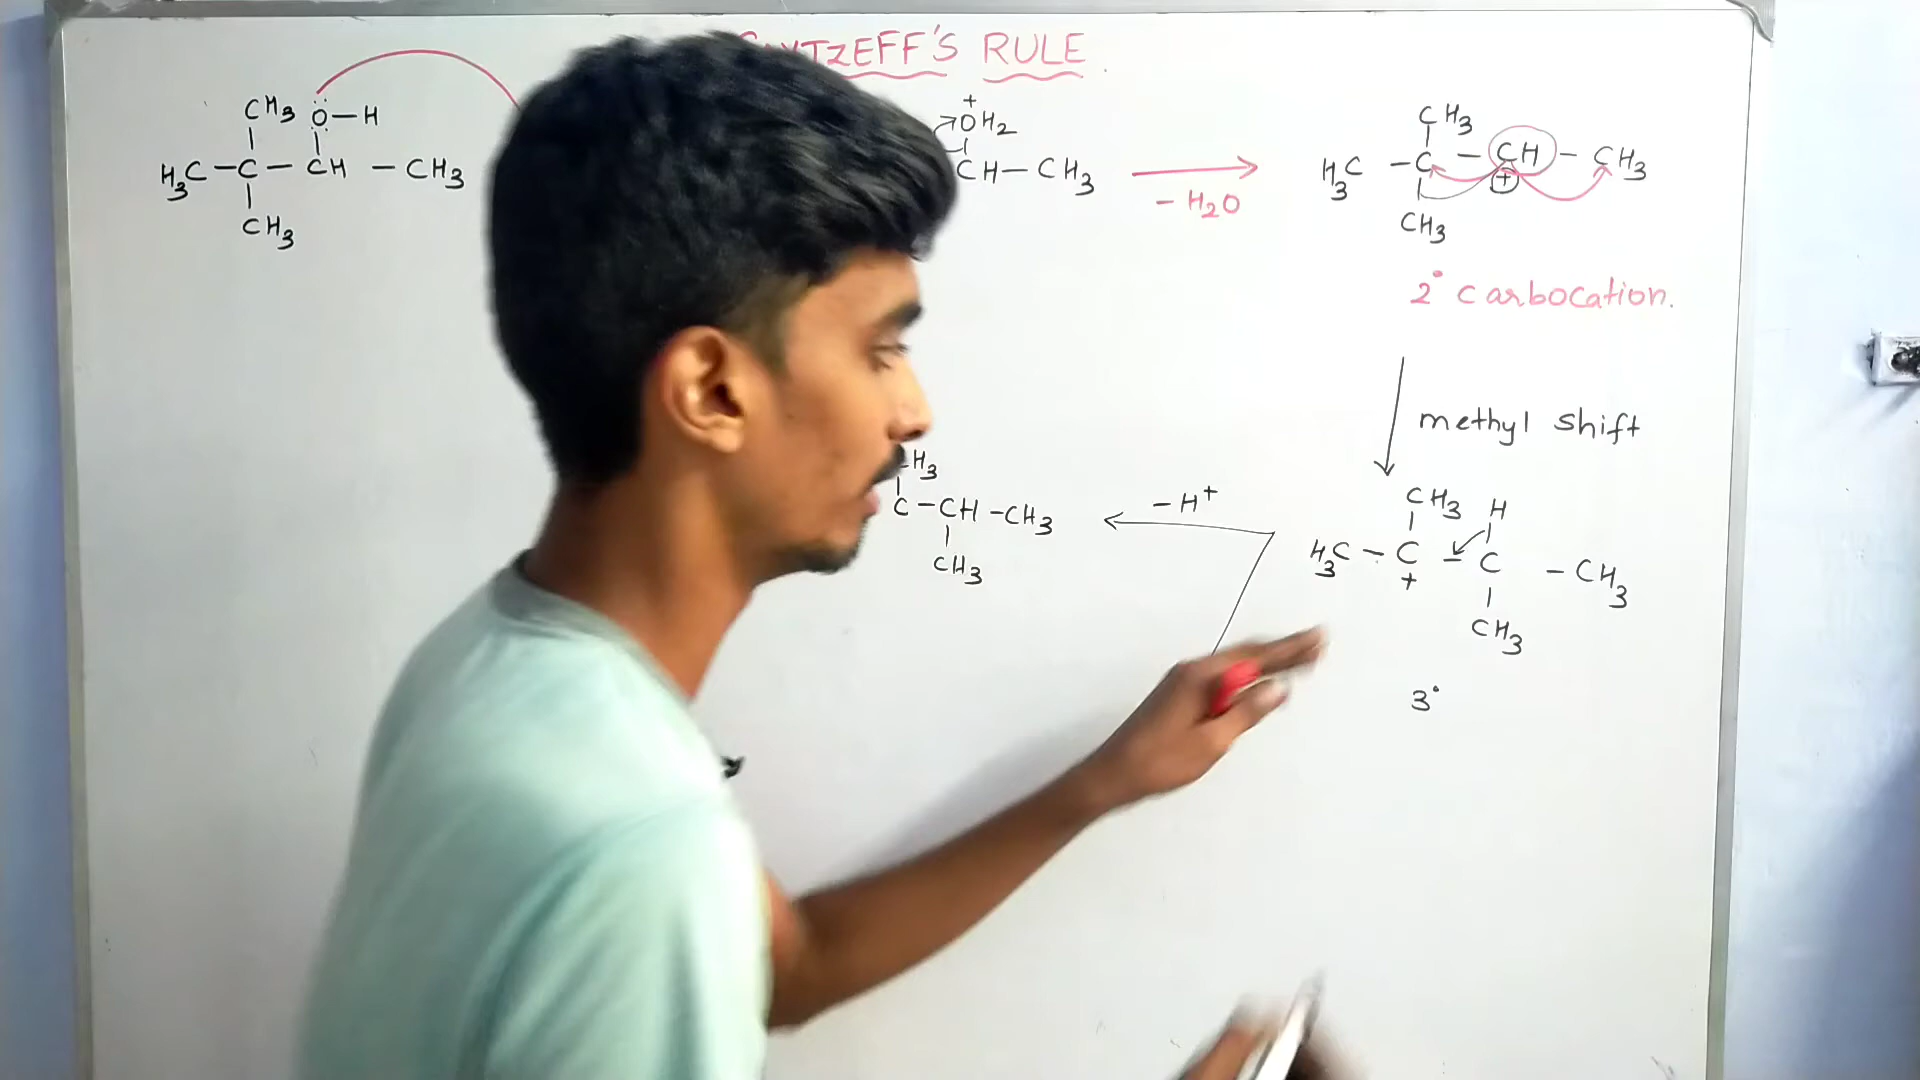 RULE
CH3 O-H
H3C-C-CH-CH3
CH3
+
OH2
CH-CH3
-H2O
CH3
H3C-C-CH-CH3
+
CH3
2° carbocation.
methyl shift
H3
C-CH-CH3
CH3
-H+
CH3 H
H3C-C-C-CH3
+
CH3
3°